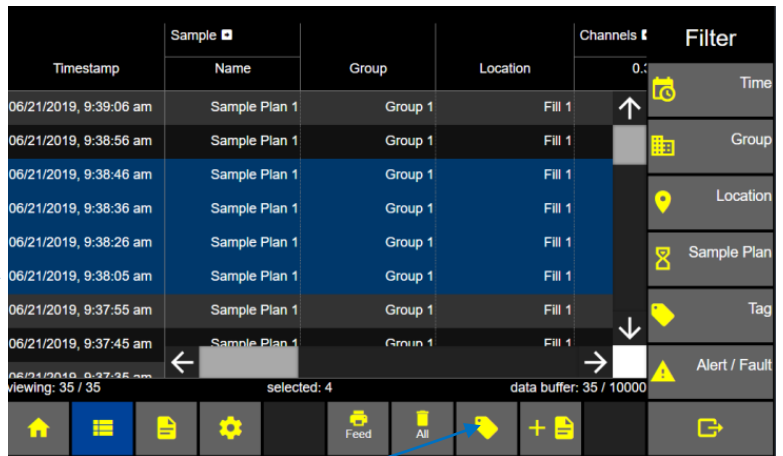 Sample Channels Filter
Timestamp Name Group Location 0.:
Time
06/21/2019, 9:39:06 am Sample Plan 1 Group 1 Fill 1
06/21/2019, 9:38:56 am Sample Plan 1 Group 1 Fill 1
Group
06/21/2019, 9:38:46 am Sample Plan 1 Group 1 Fill 1
06/21/2019, 9:38:36 am Sample Plan 1 Group 1 Fill 1
Location
06/21/2019, 9:38:26 am Sample Plan 1 Group 1 Fill 1
Sample Plan
06/21/2019, 9:38:05 am Sample Plan 1 Group 1 Fill 1
06/21/2019, 9:37:55 am Sample Plan 1 Group 1 Fill 1
Tag
06/21/2019, 9:37:45 am Sample Plan 1 Group 1 Fill 1
Alert / Fault
06/21/2019, 9:37:35 am
viewing: 35 / 35 selected: 4 data buffer: 35 / 10000
Feed All